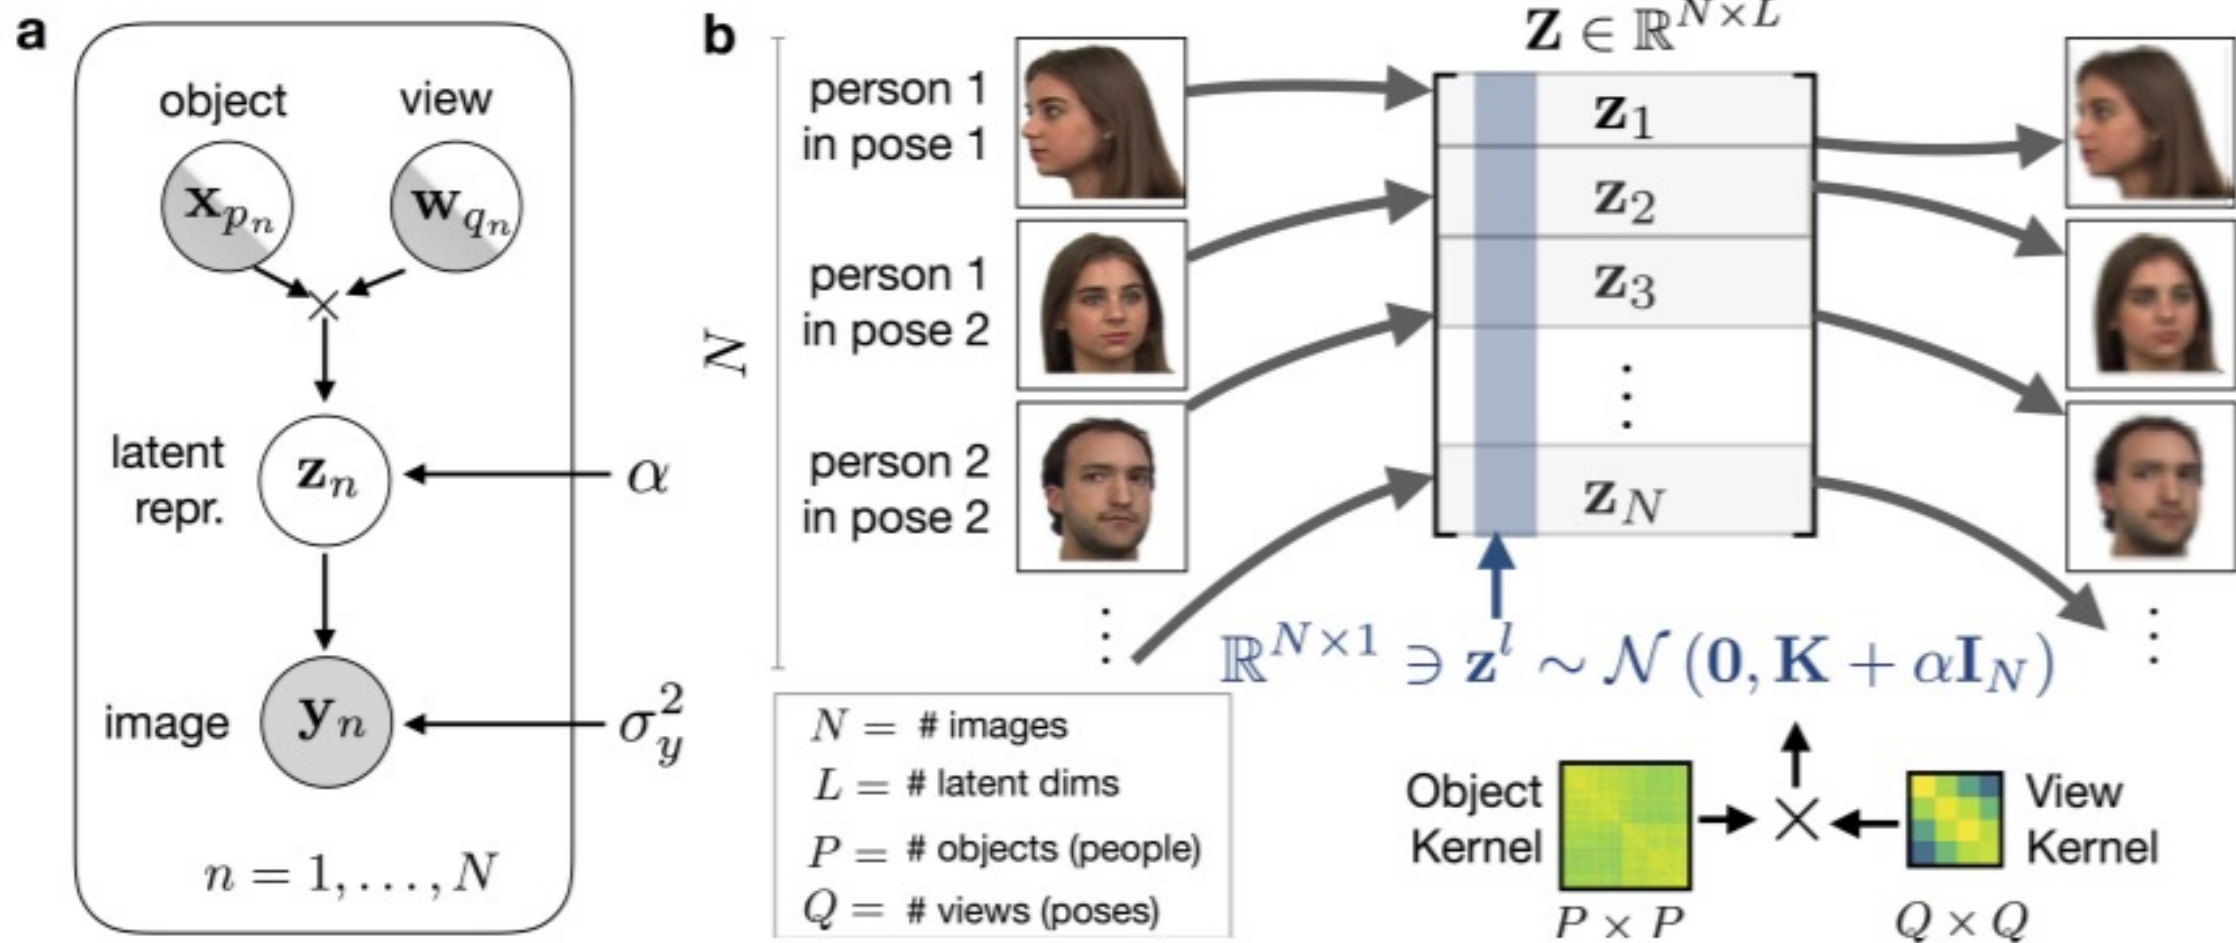 a
object view
x_{p_n} w_{q_n}
×
latent
repr.
z_n
α
image
y_n
σ_y^2
n = 1, . . . , N
b
N
person 1
in pose 1
person 1
in pose 2
person 2
in pose 2
⋮
Z ∈ ℝ^{N×L}
z_1
z_2
z_3
⋮
z_N
⋮
ℝ^{N×1} ∋ z^l ∼ 𝒩 (0, K + αI_N)
N = # images
L = # latent dims
P = # objects (people)
Q = # views (poses)
Object
Kernel
P × P
×
View
Kernel
Q × Q